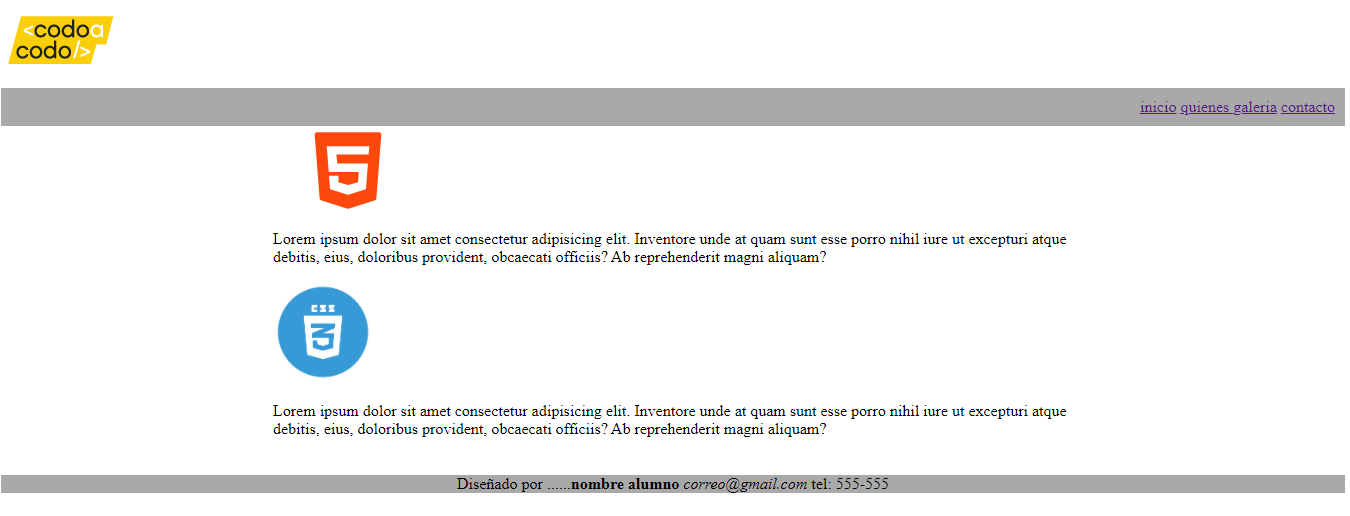 <codo a
codo/>
inicio quienes galeria contacto
5
Lorem ipsum dolor sit amet consectetur adipisicing elit. Inventore unde at quam sunt esse porro nihil iure ut excepturi atque
debitis, eius, doloribus provident, obcaecati officiis? Ab reprehenderit magni aliquam?
CSS
3
Lorem ipsum dolor sit amet consectetur adipisicing elit. Inventore unde at quam sunt esse porro nihil iure ut excepturi atque
debitis, eius, doloribus provident, obcaecati officiis? Ab reprehenderit magni aliquam?
Diseñado por ......nombre alumno correo@gmail.com tel: 555-555